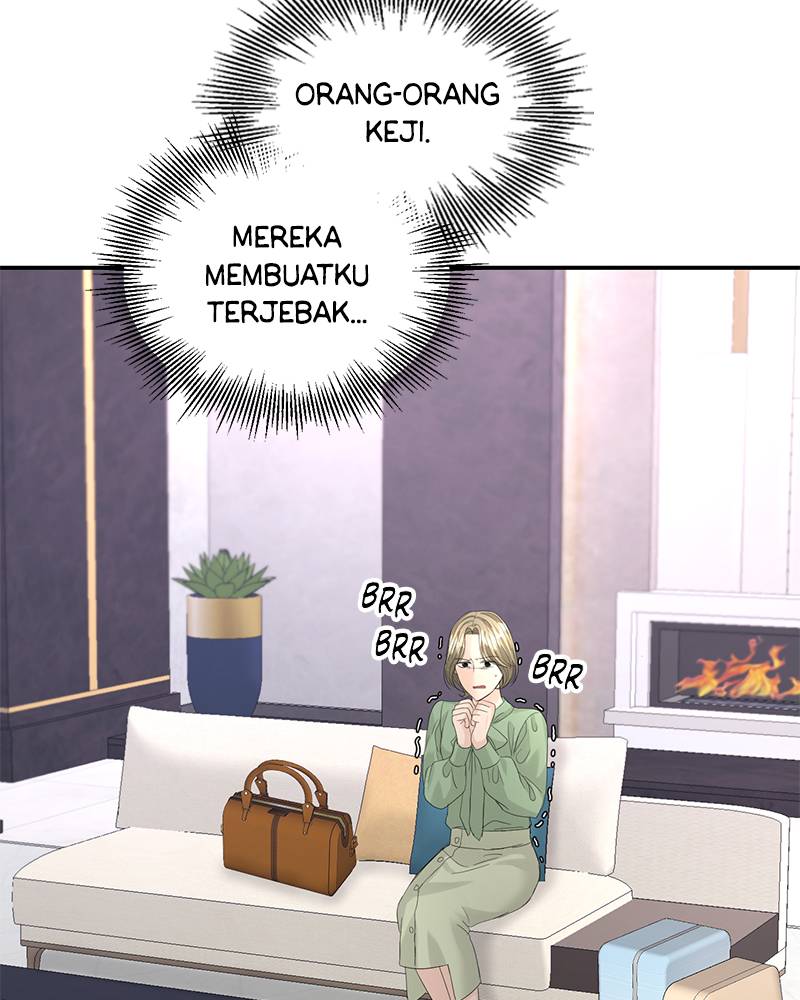 ORANG-ORANG
KEJI.
MEREKA
MEMBUATKU
TERJEBAK...
BRR
BRR
BRR